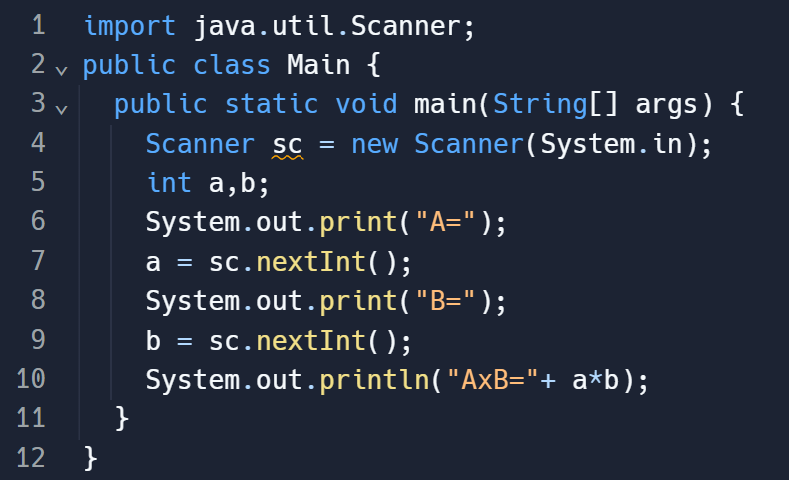 1 import java.util.Scanner;
2 public class Main {
3 public static void main(String[] args) {
4 Scanner sc = new Scanner(System.in);
5 int a,b;
6 System.out.print("A=");
7 a = sc.nextInt();
8 System.out.print("B=");
9 b = sc.nextInt();
10 System.out.println("AxB="+ a*b);
11 }
12 }